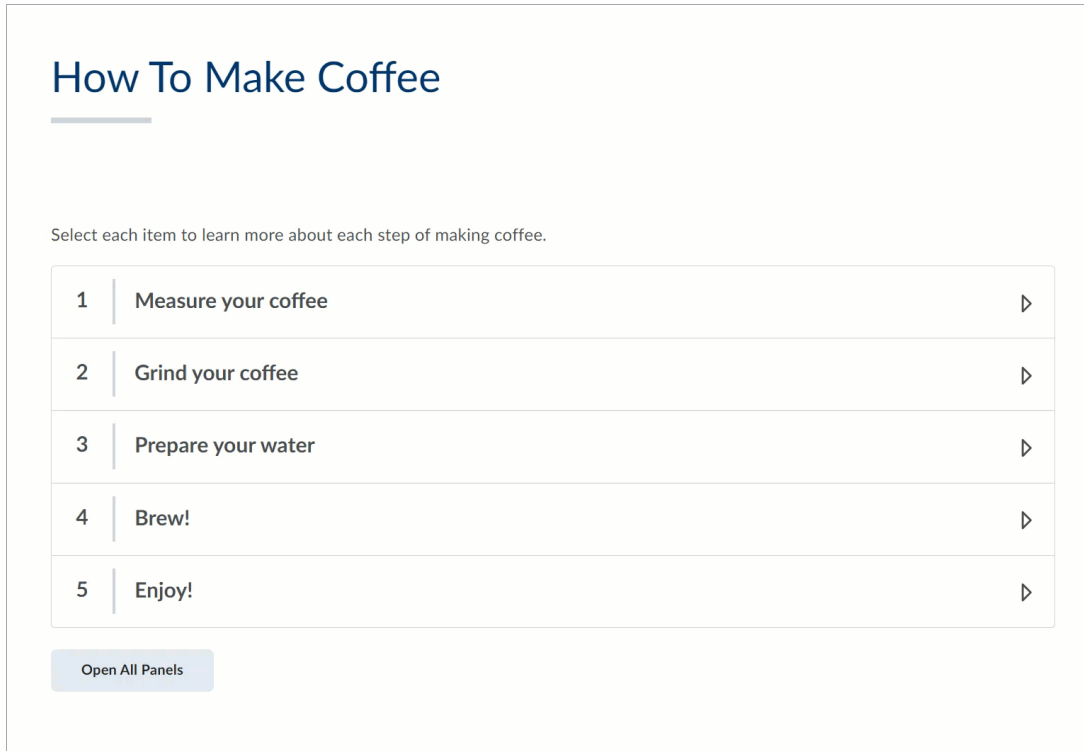 How To Make Coffee
Select each item to learn more about each step of making coffee.
1 Measure your coffee
2 Grind your coffee
3 Prepare your water
4 Brew!
5 Enjoy!
Open All Panels